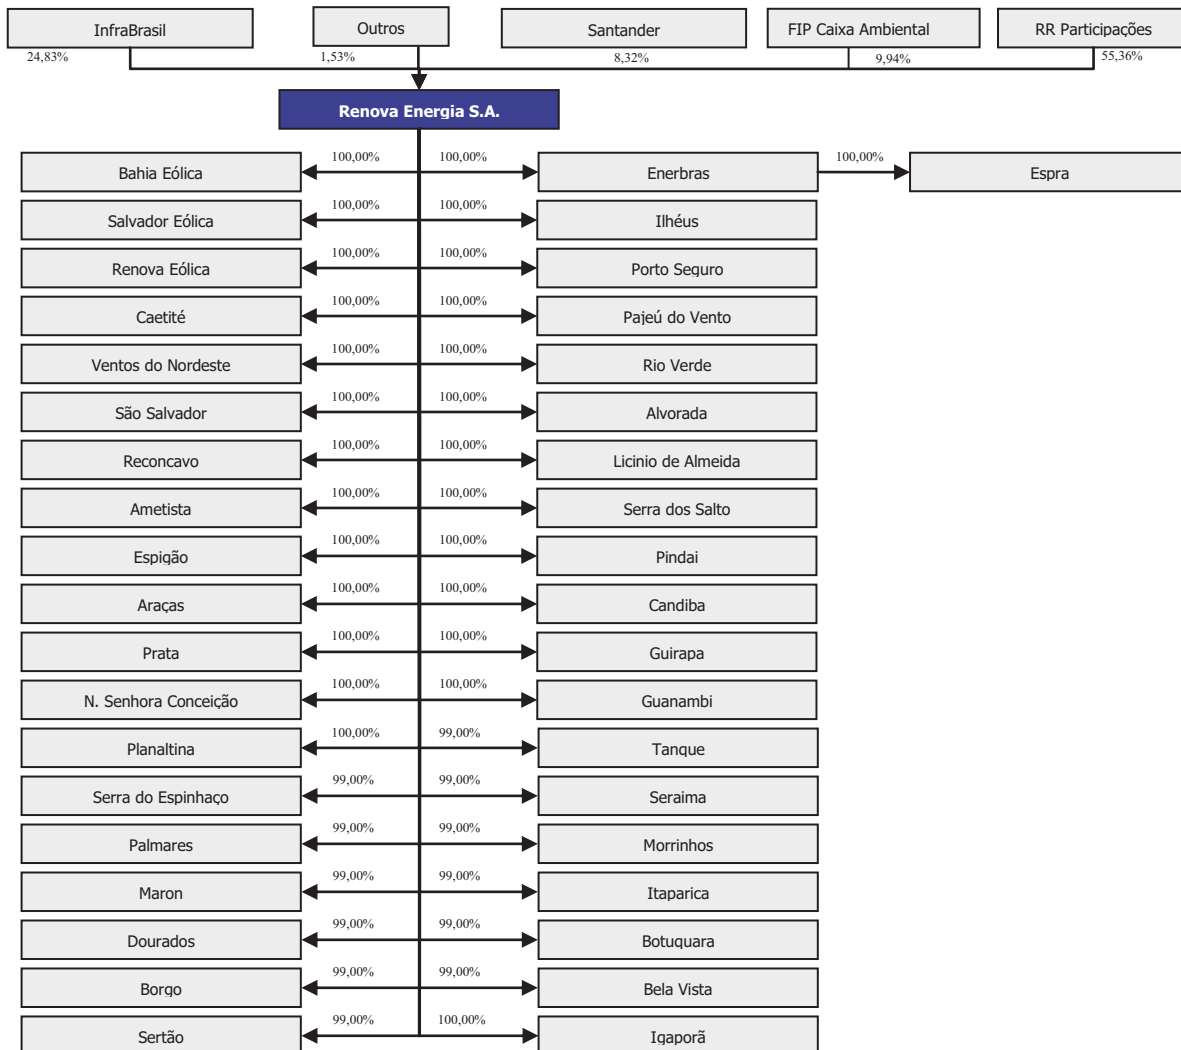 InfraBrasil
Outros
Santander
FIP Caixa Ambiental
RR Participações
24,83%
1,53%
8,32%
9,94%
55,36%
Renova Energia S.A.
100,00%
100,00%
100,00%
Bahia Eólica
Enerbras
Espra
100,00%
100,00%
Salvador Eólica
Ilhéus
100,00%
100,00%
Renova Eólica
Porto Seguro
100,00%
100,00%
Caetité
Pajeú do Vento
100,00%
100,00%
Ventos do Nordeste
Rio Verde
100,00%
100,00%
São Salvador
Alvorada
100,00%
100,00%
Reconcavo
Licinio de Almeida
100,00%
100,00%
Ametista
Serra dos Salto
100,00%
100,00%
Espigão
Pindai
100,00%
100,00%
Araças
Candiba
100,00%
100,00%
Prata
Guirapa
100,00%
100,00%
N. Senhora Conceição
Guanambi
100,00%
99,00%
Planaltina
Tanque
99,00%
99,00%
Serra do Espinhaço
Seraima
99,00%
99,00%
Palmares
Morrinhos
99,00%
99,00%
Maron
Itaparica
99,00%
99,00%
Dourados
Botuquara
99,00%
99,00%
Borgo
Bela Vista
99,00%
100,00%
Sertão
Igaporã